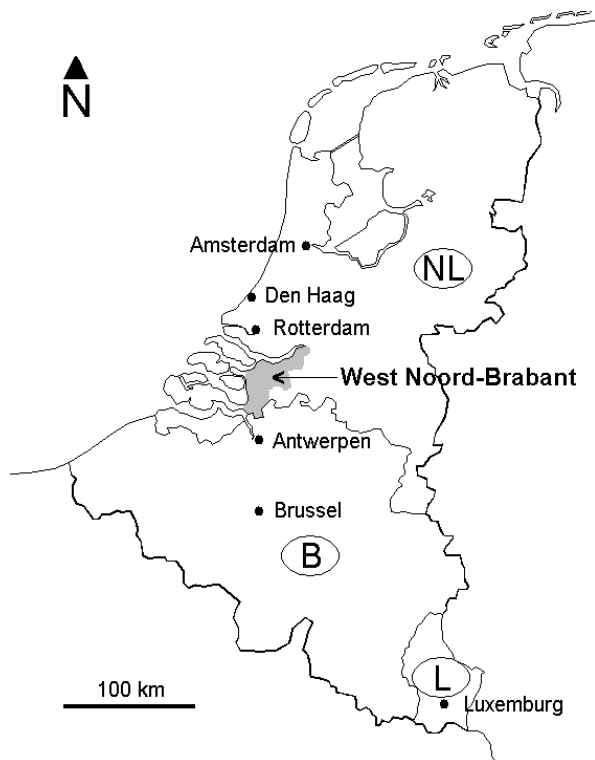 N
Amsterdam
NL
Den Haag
Rotterdam
West Noord-Brabant
Antwerpen
Brussel
B
L
100 km
Luxemburg